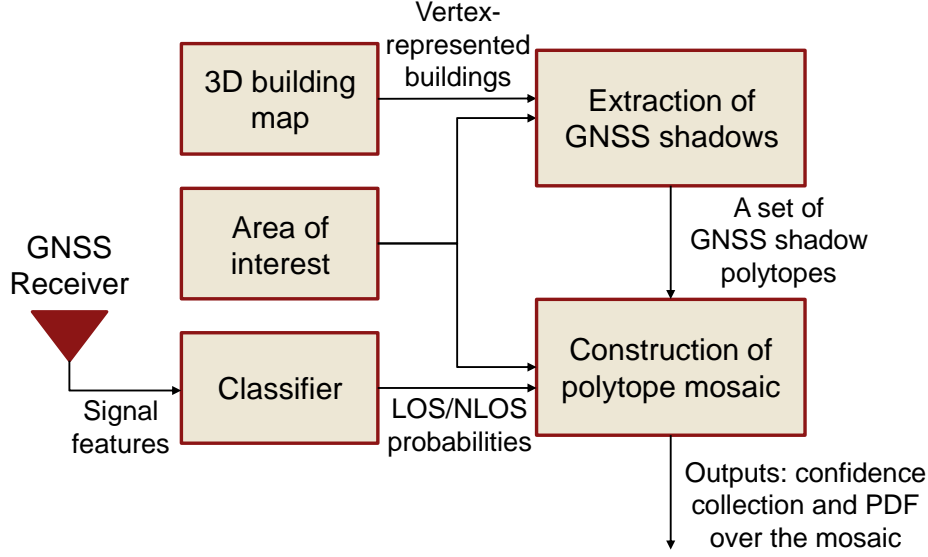 Vertex-
represented
buildings
3D building
map
Extraction of
GNSS shadows
Area of
interest
A set of
GNSS shadow
polytopes
GNSS
Receiver
Classifier
Construction of
polytope mosaic
Signal
features
LOS/NLOS
probabilities
Outputs: confidence
collection and PDF
over the mosaic